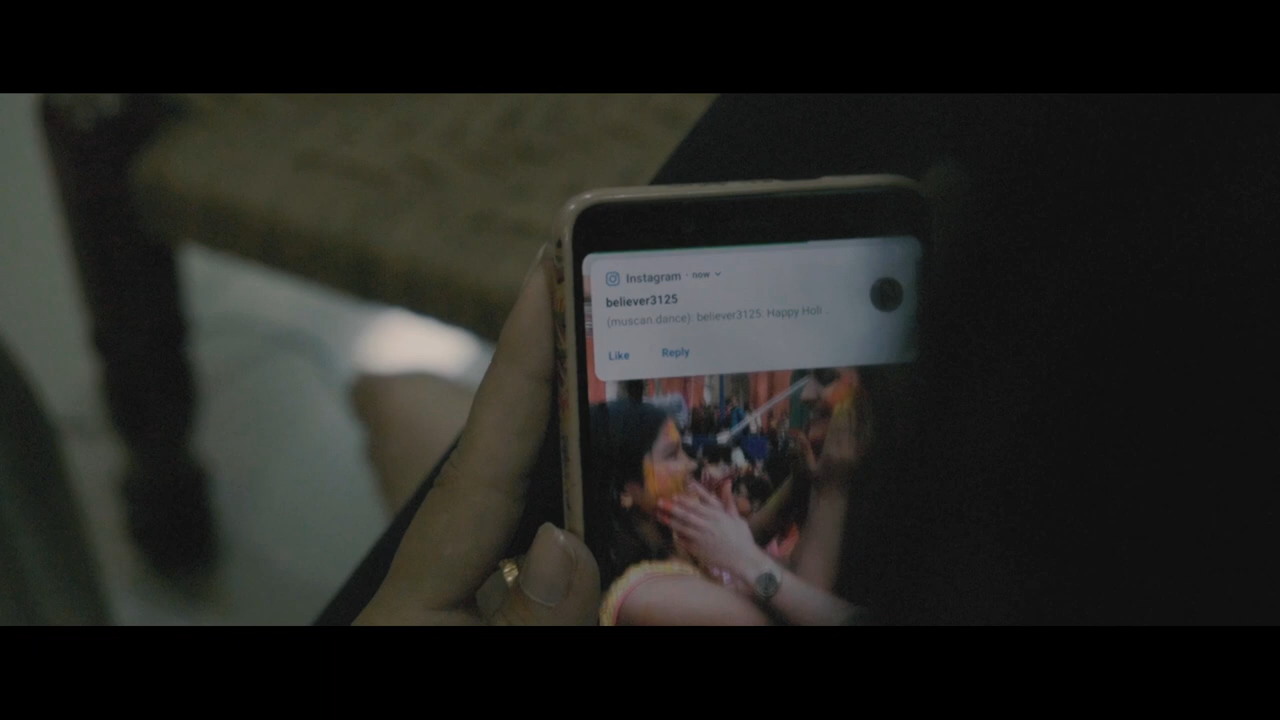 Instagram · now
believer3125
(muscan.dance): believer3125: Happy Holi .
Like Reply